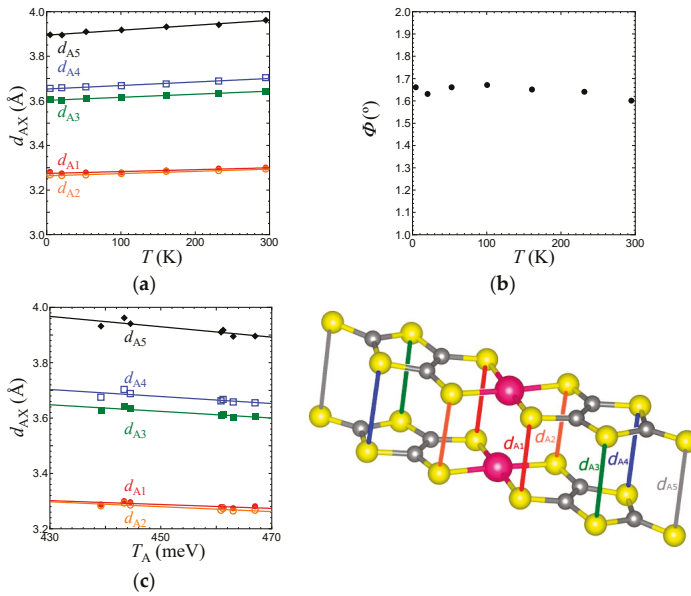 4.0
3.8
3.6
3.4
3.2
3.0
d_AX (Å)
d_A5
d_A4
d_A3
d_A1
d_A2
0
100
200
300
T (K)
(a)
2.0
1.9
1.8
1.7
1.6
1.5
1.4
1.3
1.2
1.1
1.0
Φ (º)
0
100
200
300
T (K)
(b)
4.0
3.8
3.6
3.4
3.2
d_AX (Å)
d_A5
d_A4
d_A3
d_A1
d_A2
430
440
450
460
470
T_A (meV)
(c)
d_A1
d_A2
d_A3
d_A4
d_A5